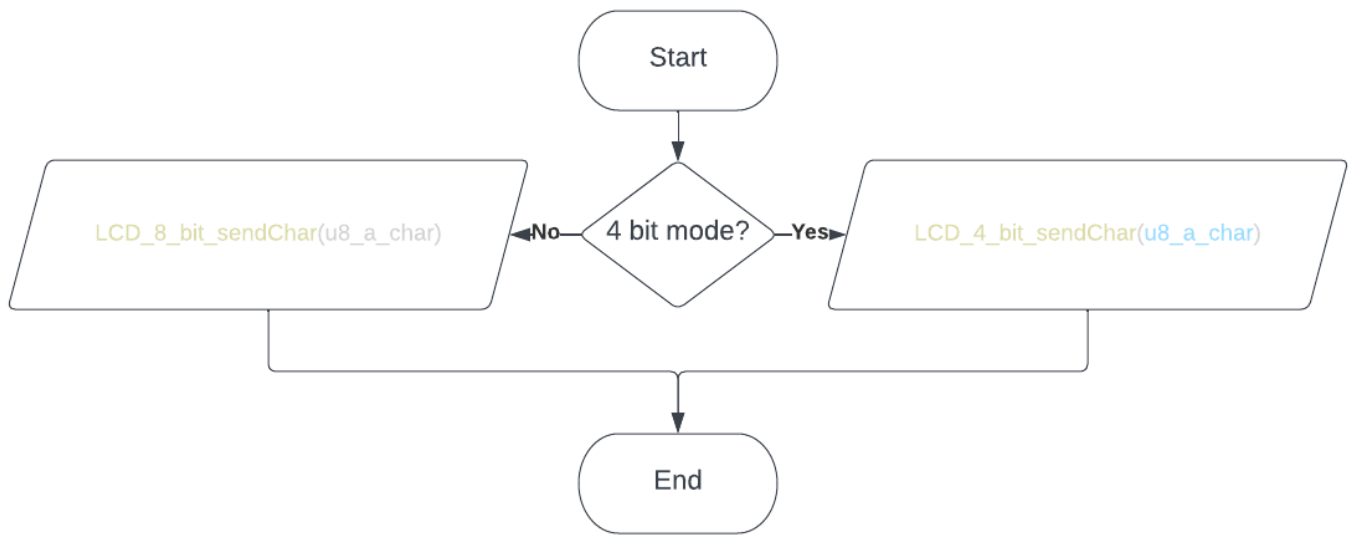 Start
LCD_8_bit_sendChar(u8_a_char)
No
4 bit mode?
Yes
LCD_4_bit_sendChar(u8_a_char)
End